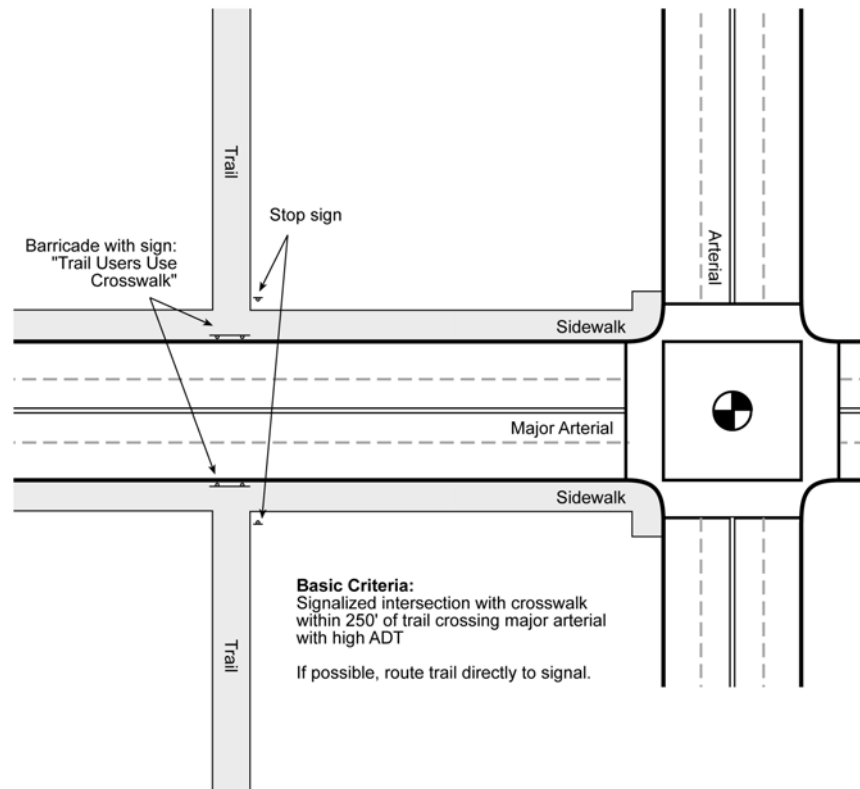 Trail
Stop sign
Barricade with sign:
"Trail Users Use
Crosswalk"
Arterial
Sidewalk
Major Arterial
Sidewalk
Basic Criteria:
Signalized intersection with crosswalk
within 250' of trail crossing major arterial
with high ADT
If possible, route trail directly to signal.
Trail